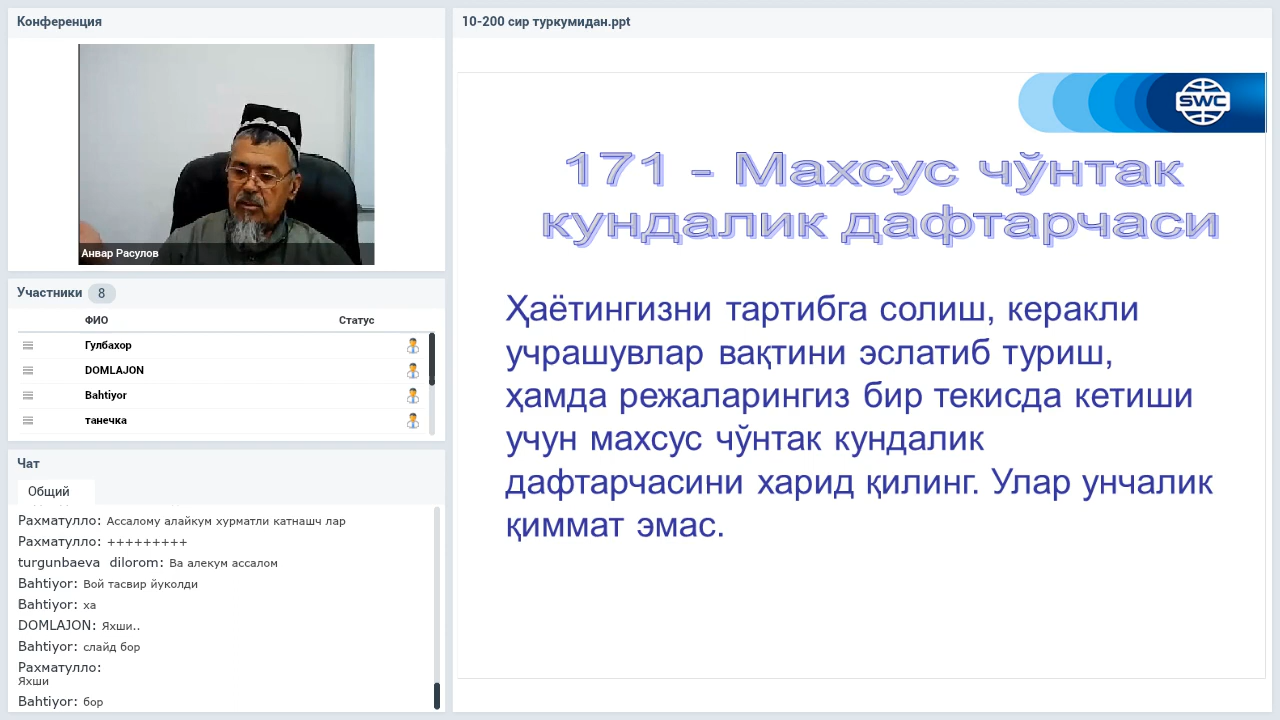 Конференция
Анвар Расулов
Участники 8
ФИО Статус
Гулбахор
DOMLAJON
Bahtiyor
танечка
Чат
Общий
Рахматулло: Ассалому алайкум хурматли катнашч лар
Рахматулло: +++++++++
turgunbaeva dilorom: Ва алекум ассалом
Bahtiyor: Вой тасвир йуколди
Bahtiyor: ха
DOMLAJON: Яхши..
Bahtiyor: слайд бор
Рахматулло:
Яхши
Bahtiyor: бор
10-200 сир туркумидан.ppt
SWC
171 - Махсус чўнтак
кундалик дафтарчаси
Ҳаётингизни тартибга солиш, керакли
учрашувлар вақтини эслатиб туриш,
ҳамда режаларингиз бир текисда кетиши
учун махсус чўнтак кундалик
дафтарчасини харид қилинг. Улар унчалик
қиммат эмас.